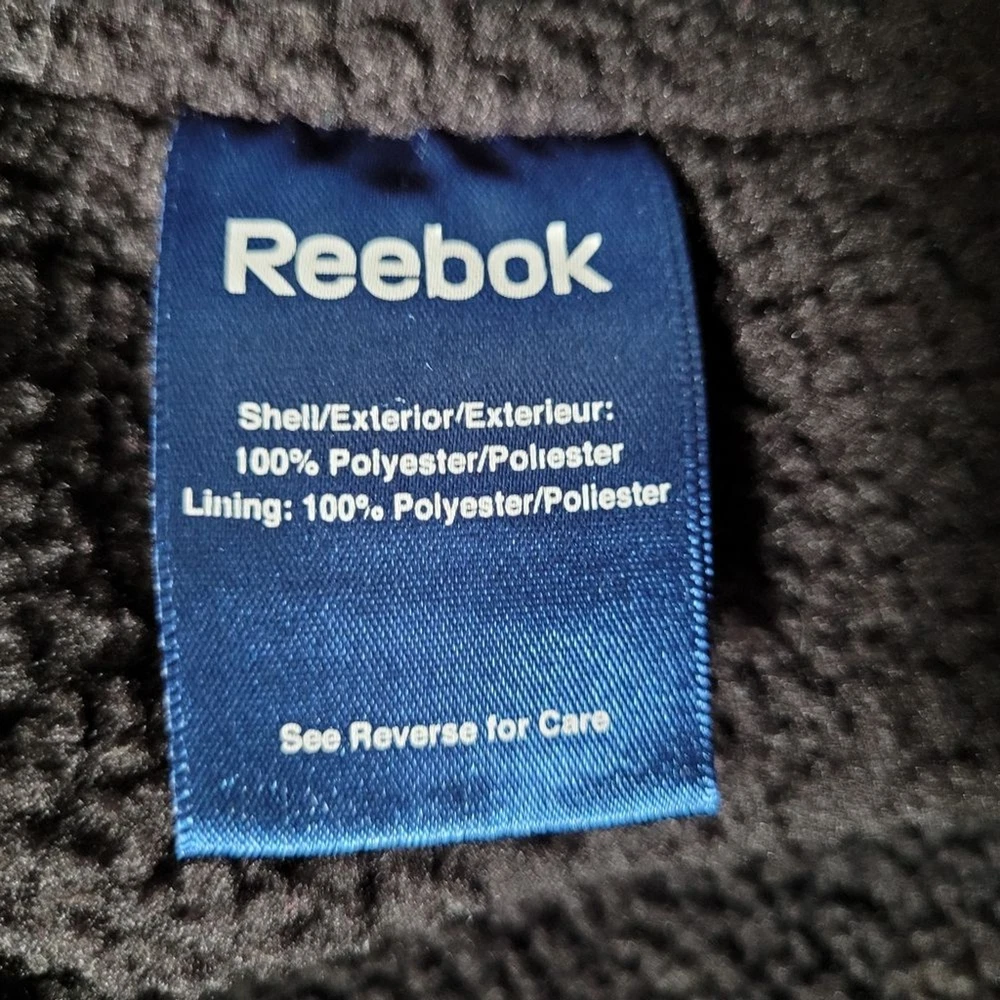 Reebok
Shell/Exterior/Exterieur:
100% Polyester/Poliester
Lining: 100% Polyester/Poliester
See Reverse for Care